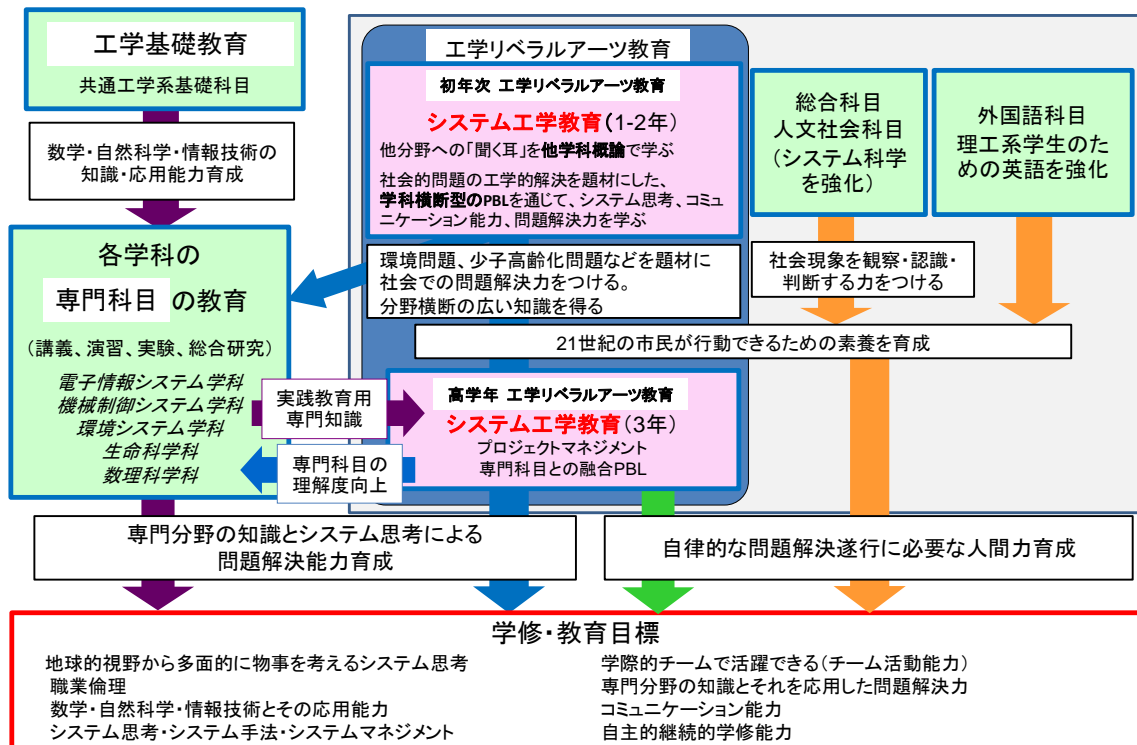 工学基礎教育
共通工学系基礎科目
数学・自然科学・情報技術の
知識・応用能力育成
各学科の
専門科目 の教育
(講義、演習、実験、総合研究)
電子情報システム学科
機械制御システム学科
環境システム学科
生命科学科
数理科学科
工学リベラルアーツ教育
初年次 工学リベラルアーツ教育
システム工学教育(1-2年)
他分野への「聞く耳」を他学科概論で学ぶ
社会的問題の工学的解決を題材にした、
学科横断型のPBLを通じて、システム思考、コミュ
ニケーション能力、問題解決力を学ぶ
環境問題、少子高齢化問題などを題材に
社会での問題解決力をつける。
分野横断の広い知識を得る
総合科目
人文社会科目
(システム科学
を強化)
外国語科目
理工系学生のた
めの英語を強化
社会現象を観察・認識・
判断する力をつける
21世紀の市民が行動できるための素養を育成
実践教育用
専門知識
専門科目の
理解度向上
高学年 工学リベラルアーツ教育
システム工学教育(3年)
プロジェクトマネジメント
専門科目との融合PBL
専門分野の知識とシステム思考による
問題解決能力育成
自律的な問題解決遂行に必要な人間力育成
学修・教育目標
地球的視野から多面的に物事を考えるシステム思考
職業倫理
数学・自然科学・情報技術とその応用能力
システム思考・システム手法・システムマネジメント
学際的チームで活躍できる(チーム活動能力)
専門分野の知識とそれを応用した問題解決力
コミュニケーション能力
自主的継続的学修能力